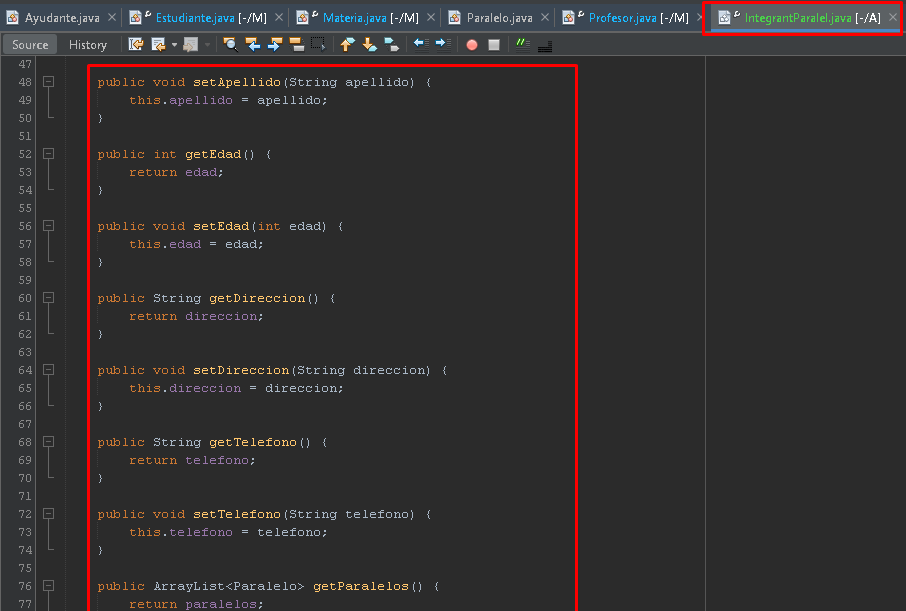 Ayudante.java Estudiante.java [-/M] Materia.java [-/M] Paralelo.java Profesor.java [-/M] IntegrantParalel.java [-/A]
Source History
47
48 public void setApellido(String apellido) {
49 this.apellido = apellido;
50 }
51
52 public int getEdad() {
53 return edad;
54 }
55
56 public void setEdad(int edad) {
57 this.edad = edad;
58 }
59
60 public String getDireccion() {
61 return direccion;
62 }
63
64 public void setDireccion(String direccion) {
65 this.direccion = direccion;
66 }
67
68 public String getTelefono() {
69 return telefono;
70 }
71
72 public void setTelefono(String telefono) {
73 this.telefono = telefono;
74 }
75
76 public ArrayList<Paralelo> getParalelos() {
77 return paralelos;